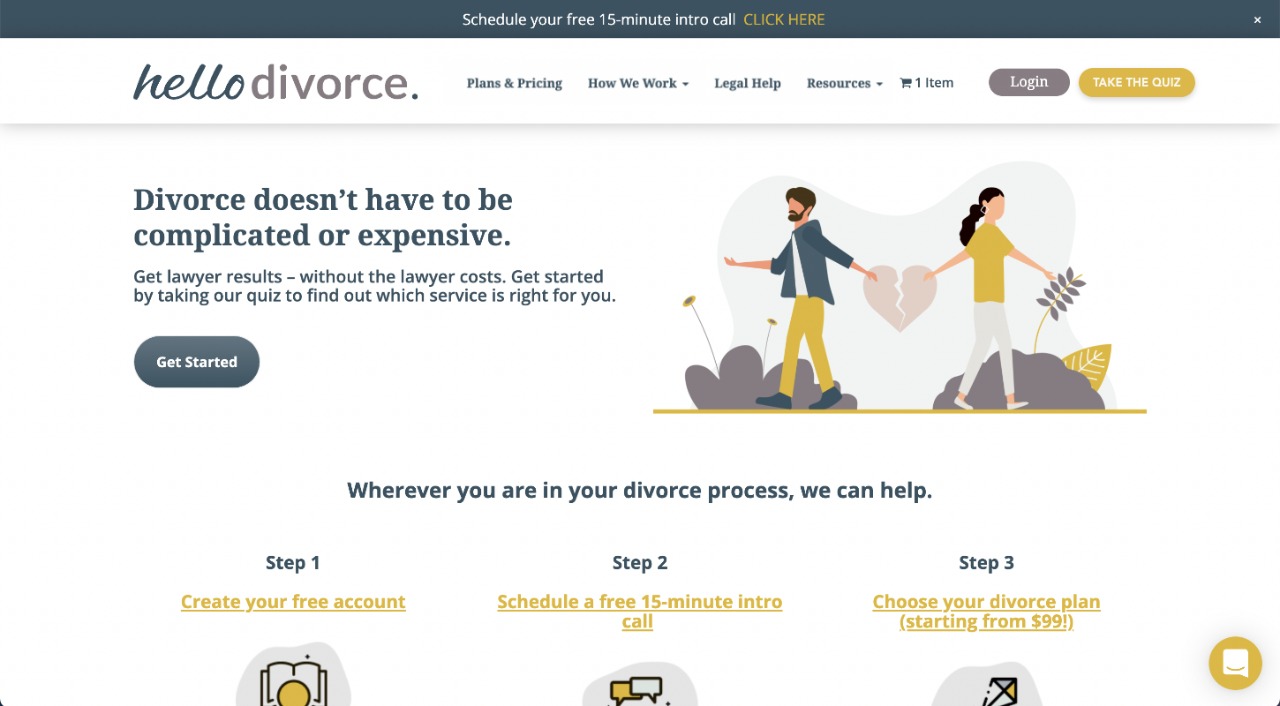 Schedule your free 15-minute intro call CLICK HERE ×
hello divorce.
Plans & Pricing How We Work Legal Help Resources 1 Item Login TAKE THE QUIZ
Divorce doesn’t have to be
complicated or expensive.
Get lawyer results – without the lawyer costs. Get started
by taking our quiz to find out which service is right for you.
Get Started
Wherever you are in your divorce process, we can help.
Step 1
Create your free account
Step 2
Schedule a free 15-minute intro
call
Step 3
Choose your divorce plan
(starting from $99!)